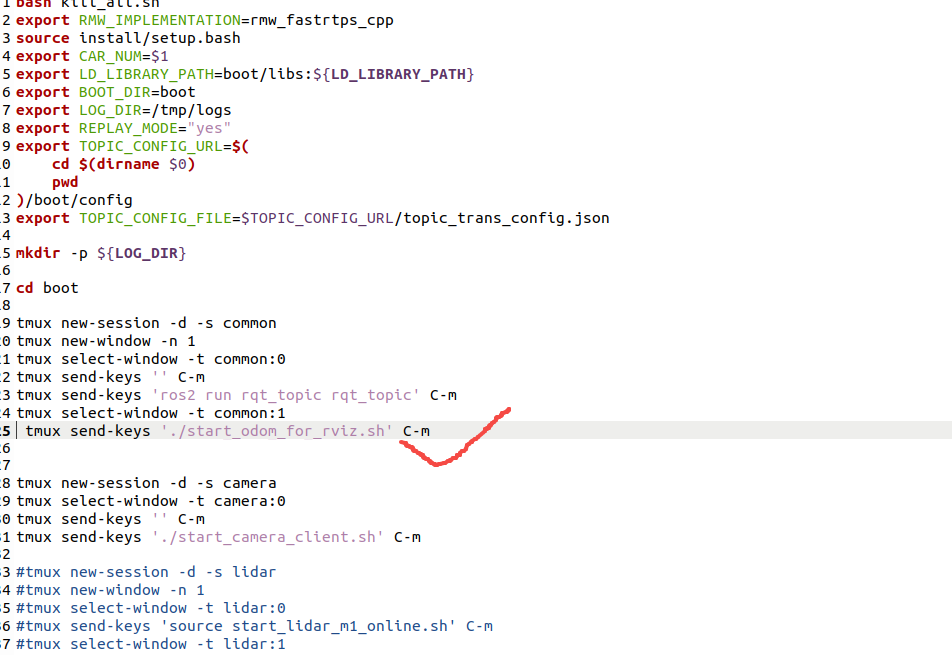 1 bash kill_all.sh
2 export RMW_IMPLEMENTATION=rmw_fastrtps_cpp
3 source install/setup.bash
4 export CAR_NUM=$1
5 export LD_LIBRARY_PATH=boot/libs:${LD_LIBRARY_PATH}
6 export BOOT_DIR=boot
7 export LOG_DIR=/tmp/logs
8 export REPLAY_MODE="yes"
9 export TOPIC_CONFIG_URL=$(
0     cd $(dirname $0)
1     pwd
2 )/boot/config
3 export TOPIC_CONFIG_FILE=$TOPIC_CONFIG_URL/topic_trans_config.json
4
5 mkdir -p ${LOG_DIR}
6
7 cd boot
8
9 tmux new-session -d -s common
0 tmux new-window -n 1
1 tmux select-window -t common:0
2 tmux send-keys '' C-m
3 tmux send-keys 'ros2 run rqt_topic rqt_topic' C-m
4 tmux select-window -t common:1
5  tmux send-keys './start_odom_for_rviz.sh' C-m
6
7
8 tmux new-session -d -s camera
9 tmux select-window -t camera:0
0 tmux send-keys '' C-m
1 tmux send-keys './start_camera_client.sh' C-m
2
3 #tmux new-session -d -s lidar
4 #tmux new-window -n 1
5 #tmux select-window -t lidar:0
6 #tmux send-keys 'source start_lidar_m1_online.sh' C-m
7 #tmux select-window -t lidar:1